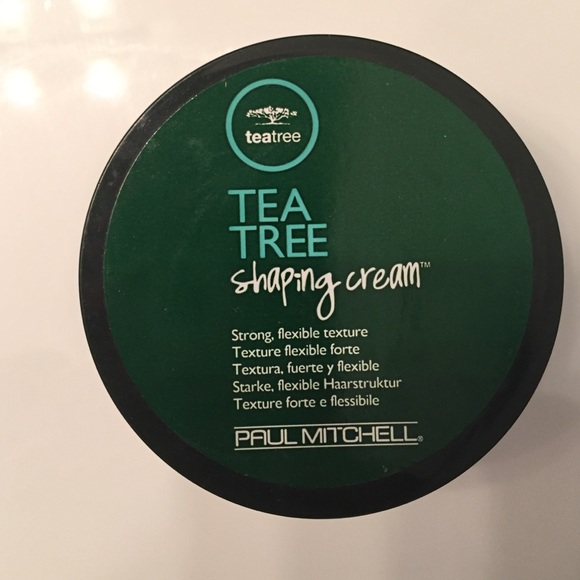 teatree
TEA
TREE
shaping cream™
Strong, flexible texture
Texture flexible forte
Textura, fuerte y flexible
Starke, flexible Haarstruktur
Texture forte e flessibile
PAUL MITCHELL®